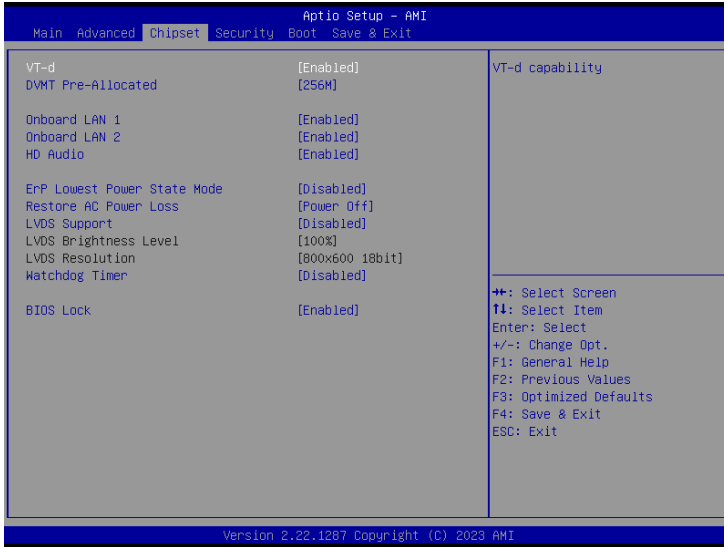 Aptio Setup – AMI
Main Advanced Chipset Security Boot Save & Exit
VT-d [Enabled]
DVMT Pre-Allocated [256M]
Onboard LAN 1 [Enabled]
Onboard LAN 2 [Enabled]
HD Audio [Enabled]
ErP Lowest Power State Mode [Disabled]
Restore AC Power Loss [Power Off]
LVDS Support [Disabled]
LVDS Brightness Level [100%]
LVDS Resolution [800x600 18bit]
Watchdog Timer [Disabled]
BIOS Lock [Enabled]
VT-d capability
→←: Select Screen
↑↓: Select Item
Enter: Select
+/-: Change Opt.
F1: General Help
F2: Previous Values
F3: Optimized Defaults
F4: Save & Exit
ESC: Exit
Version 2.22.1287 Copyright (C) 2023 AMI